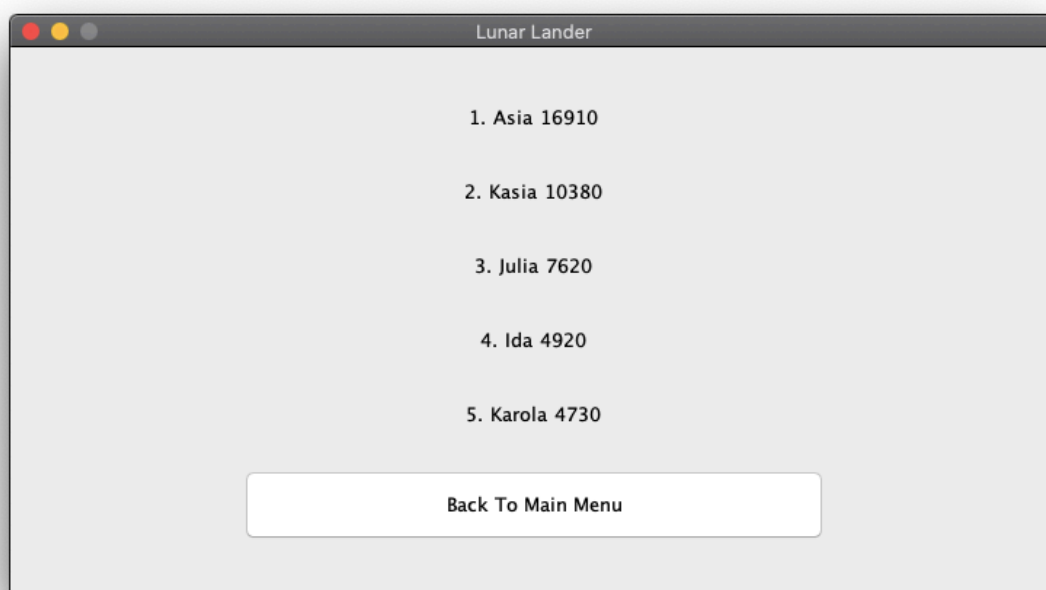 Lunar Lander
1. Asia 16910
2. Kasia 10380
3. Julia 7620
4. Ida 4920
5. Karola 4730
Back To Main Menu